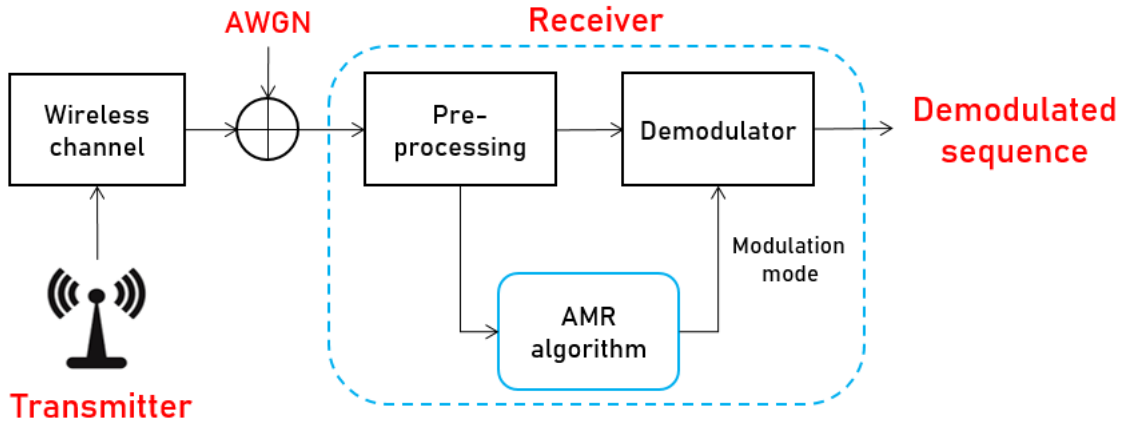 AWGN
Receiver
Wireless
channel
Pre-
processing
Demodulator
Demodulated
sequence
Modulation
mode
AMR
algorithm
Transmitter